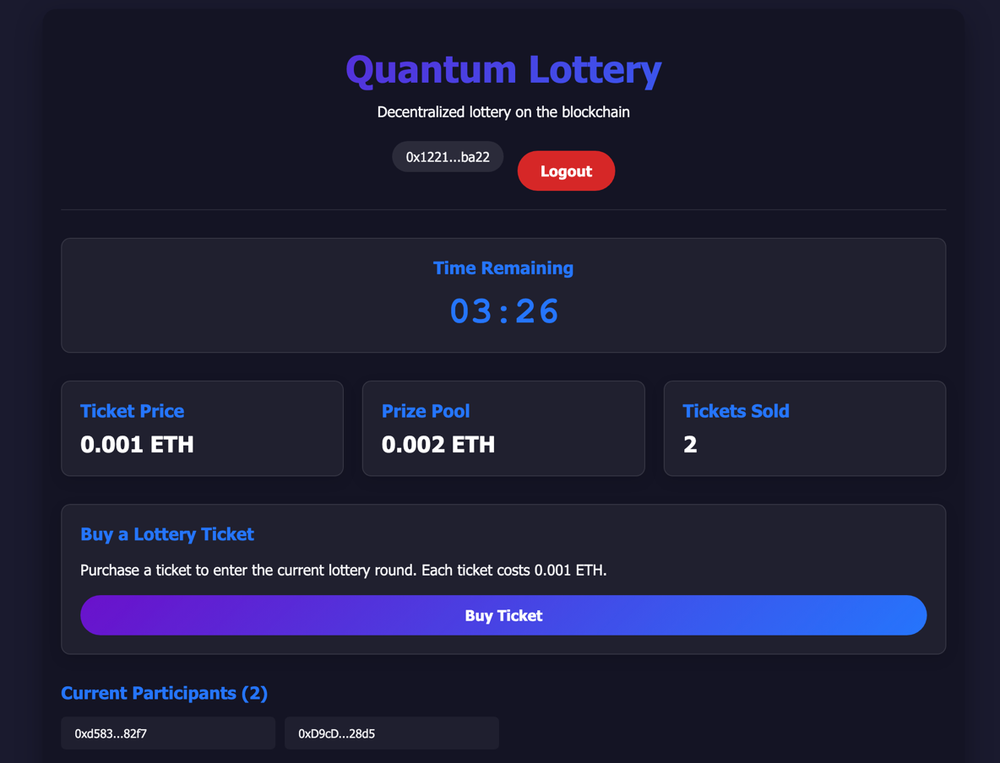 Quantum Lottery
Decentralized lottery on the blockchain
0x1221...ba22
Logout
Time Remaining
03:26
Ticket Price
0.001 ETH
Prize Pool
0.002 ETH
Tickets Sold
2
Buy a Lottery Ticket
Purchase a ticket to enter the current lottery round. Each ticket costs 0.001 ETH.
Buy Ticket
Current Participants (2)
0xd583...82f7
0xD9cD...28d5